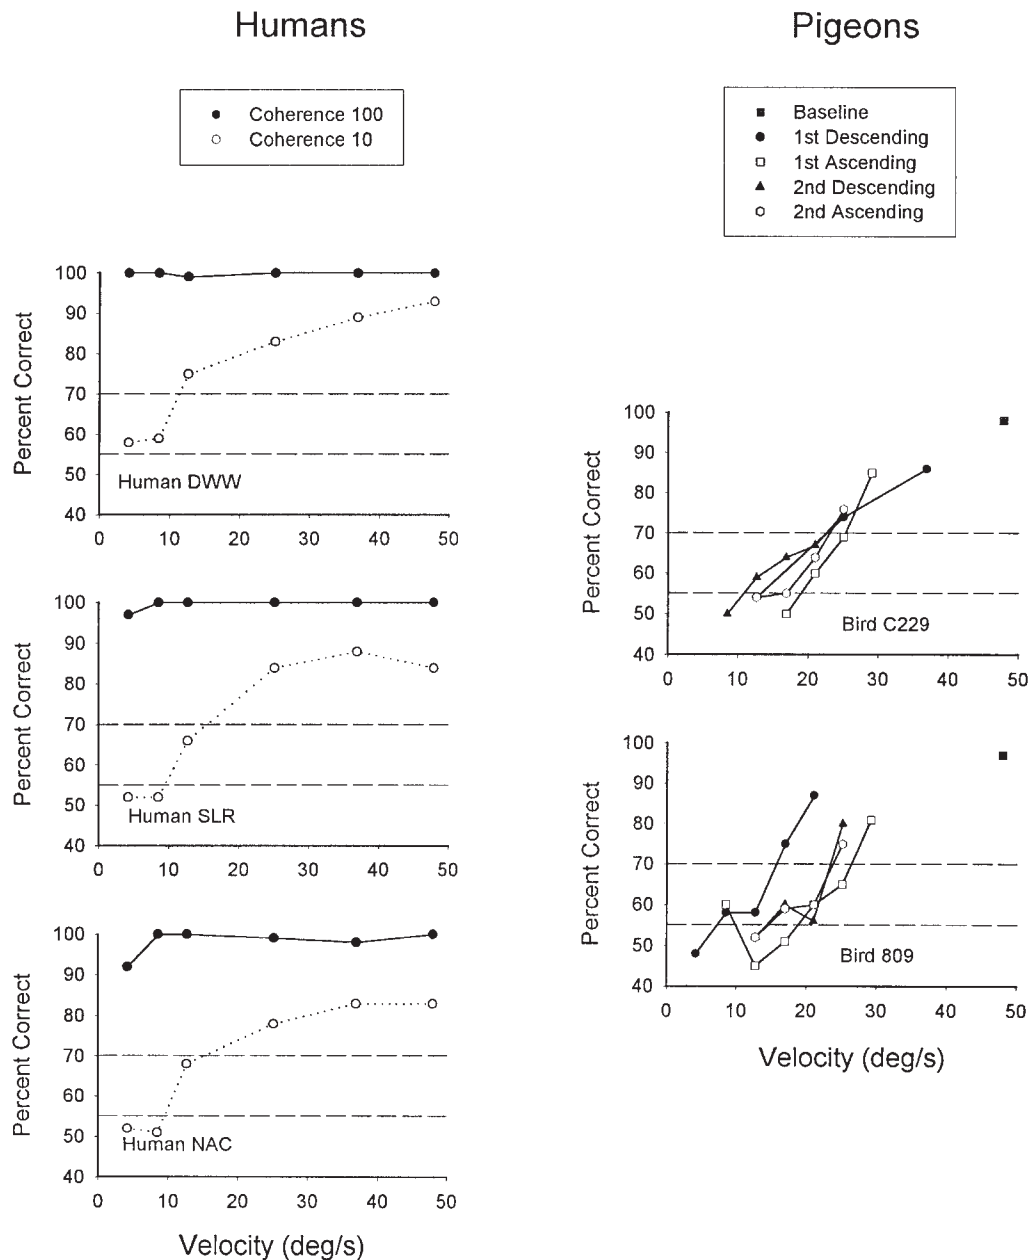 Humans
Coherence 100
Coherence 10
Percent Correct
100
90
80
70
60
50
40
Human DWW
0 10 20 30 40 50
Percent Correct
100
90
80
70
60
50
40
Human SLR
0 10 20 30 40 50
Percent Correct
100
90
80
70
60
50
40
Human NAC
0 10 20 30 40 50
Velocity (deg/s)
Pigeons
Baseline
1st Descending
1st Ascending
2nd Descending
2nd Ascending
Percent Correct
100
90
80
70
60
50
40
Bird C229
0 10 20 30 40 50
Percent Correct
100
90
80
70
60
50
40
Bird 809
0 10 20 30 40 50
Velocity (deg/s)